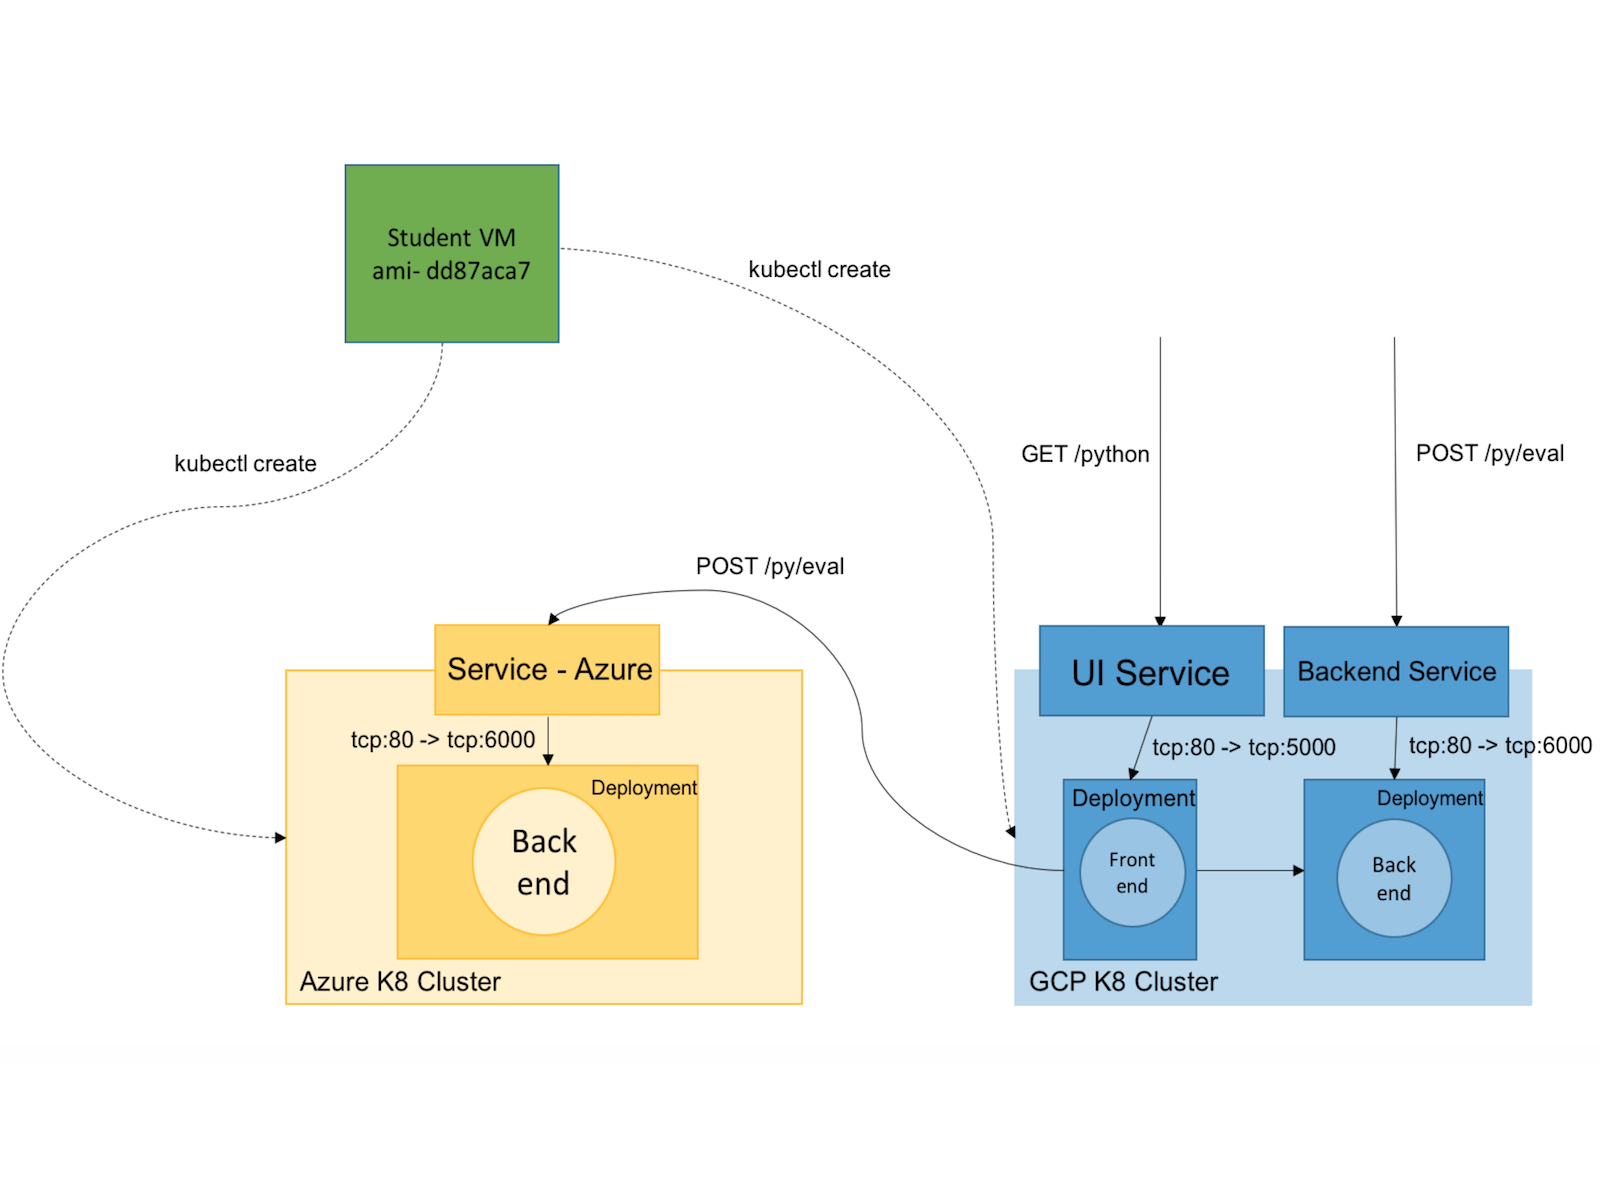 Student VM
ami- dd87aca7
kubectl create
kubectl create
GET /python
POST /py/eval
POST /py/eval
Service - Azure
UI Service
Backend Service
tcp:80 -> tcp:6000
tcp:80 -> tcp:5000
tcp:80 -> tcp:6000
Deployment
Back
end
Deployment
Front
end
Deployment
Back
end
Azure K8 Cluster
GCP K8 Cluster